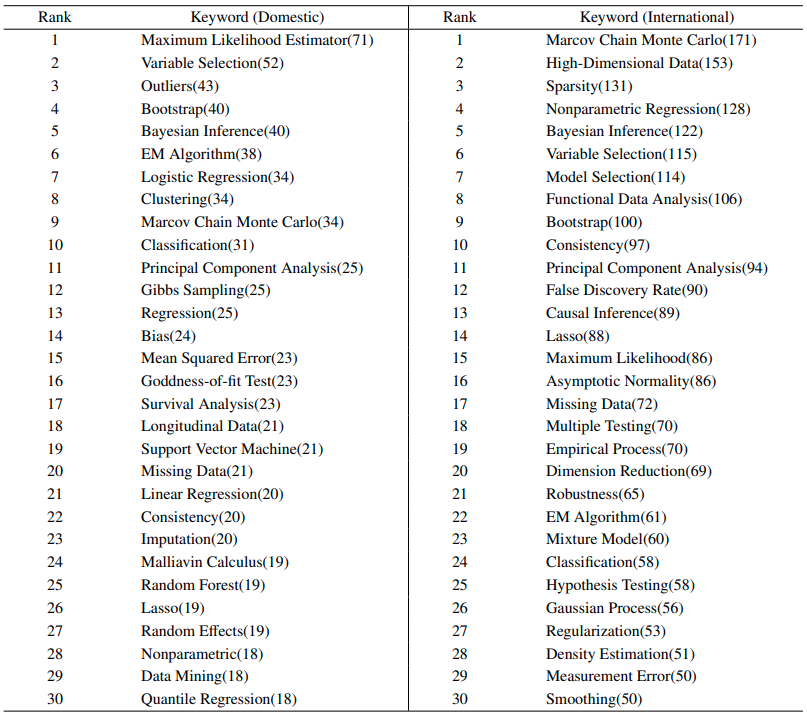 Rank Keyword (Domestic) Rank Keyword (International)
1 Maximum Likelihood Estimator(71) 1 Marcov Chain Monte Carlo(171)
2 Variable Selection(52) 2 High-Dimensional Data(153)
3 Outliers(43) 3 Sparsity(131)
4 Bootstrap(40) 4 Nonparametric Regression(128)
5 Bayesian Inference(40) 5 Bayesian Inference(122)
6 EM Algorithm(38) 6 Variable Selection(115)
7 Logistic Regression(34) 7 Model Selection(114)
8 Clustering(34) 8 Functional Data Analysis(106)
9 Marcov Chain Monte Carlo(34) 9 Bootstrap(100)
10 Classification(31) 10 Consistency(97)
11 Principal Component Analysis(25) 11 Principal Component Analysis(94)
12 Gibbs Sampling(25) 12 False Discovery Rate(90)
13 Regression(25) 13 Causal Inference(89)
14 Bias(24) 14 Lasso(88)
15 Mean Squared Error(23) 15 Maximum Likelihood(86)
16 Goddness-of-fit Test(23) 16 Asymptotic Normality(86)
17 Survival Analysis(23) 17 Missing Data(72)
18 Longitudinal Data(21) 18 Multiple Testing(70)
19 Support Vector Machine(21) 19 Empirical Process(70)
20 Missing Data(21) 20 Dimension Reduction(69)
21 Linear Regression(20) 21 Robustness(65)
22 Consistency(20) 22 EM Algorithm(61)
23 Imputation(20) 23 Mixture Model(60)
24 Malliavin Calculus(19) 24 Classification(58)
25 Random Forest(19) 25 Hypothesis Testing(58)
26 Lasso(19) 26 Gaussian Process(56)
27 Random Effects(19) 27 Regularization(53)
28 Nonparametric(18) 28 Density Estimation(51)
29 Data Mining(18) 29 Measurement Error(50)
30 Quantile Regression(18) 30 Smoothing(50)